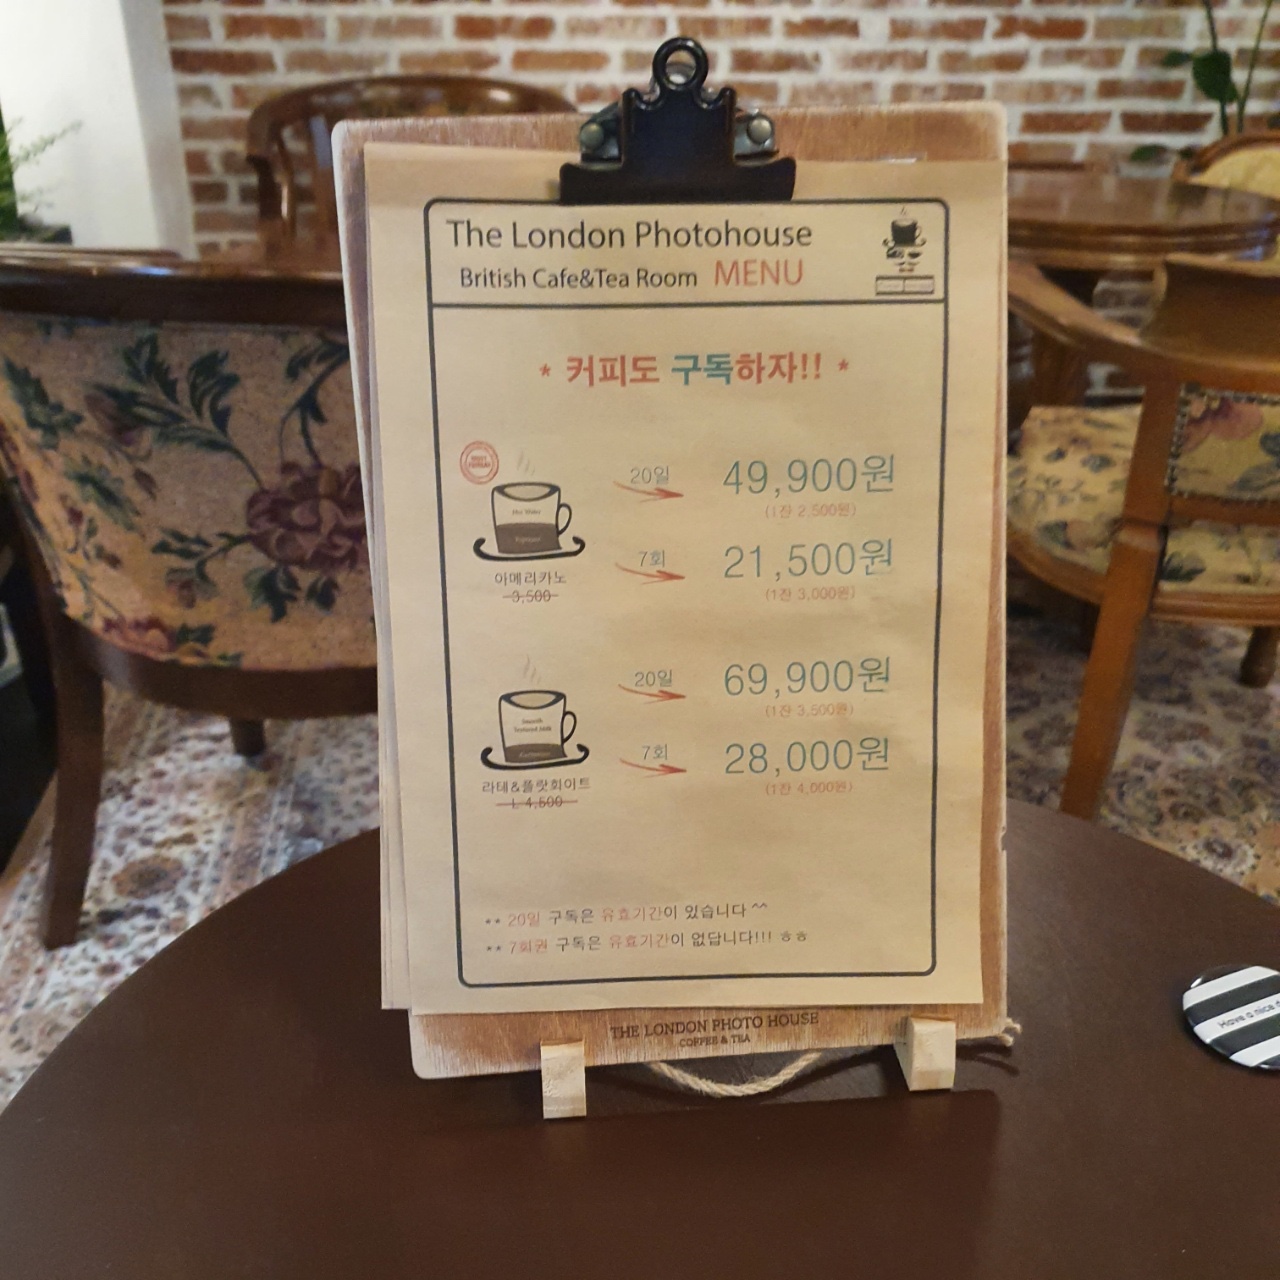 The London Photohouse
British Cafe&Tea Room MENU
* 커피도 구독하자!! *
20일
49,900원
(1잔 2,500원)
7회
21,500원
(1잔 3,000원)
아메리카노
3,500
20일
69,900원
(1잔 3,500원)
7회
28,000원
(1잔 4,000원)
라테&플랏화이트
L 4,500
** 20일 구독은 유효기간이 있습니다 ^^
** 7회권 구독은 유효기간이 없답니다!!! ㅎㅎ
THE LONDON PHOTO HOUSE
COFFEE & TEA
Have a nice